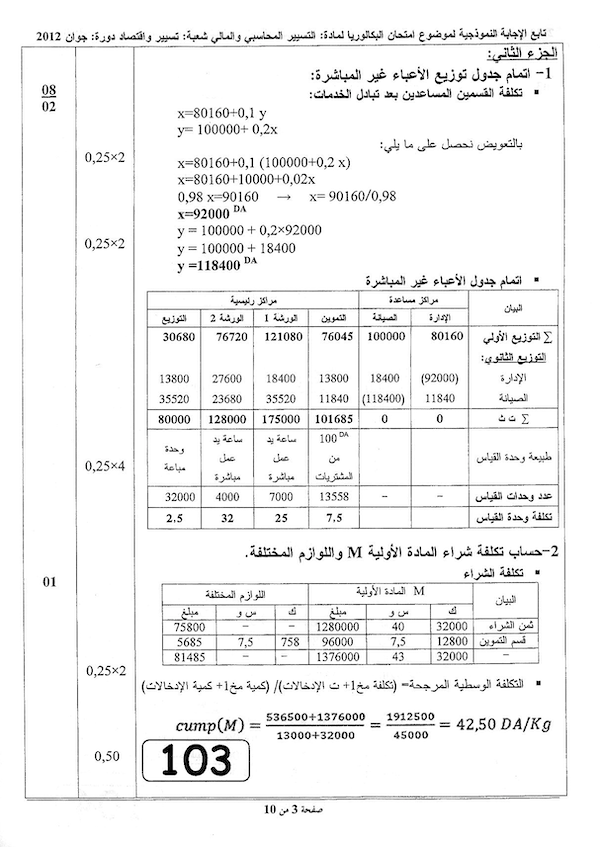 تابع الإجابة النموذجية لموضوع امتحان البكالوريا لمادة: التسيير المحاسبي والمالي شعبة: تسيير واقتصاد دورة: جوان 2012
الجزء الثاني:
1- اتمام جدول توزيع الأعباء غير المباشرة:
08
02
▪ تكلفة القسمين المساعدين بعد تبادل الخدمات:
x=80160+0,1 y
y= 100000+ 0,2x
بالتعويض نحصل على ما يلي:
0,25×2
x=80160+0,1 (100000+0,2 x)
x=80160+10000+0,02x
0,98 x=90160 → x= 90160/0,98
x=92000 DA
0,25×2
y = 100000 + 0,2×92000
y = 100000 + 18400
y =118400 DA
▪ اتمام جدول الأعباء غير المباشرة
البيان مراكز مساعدة مراكز رئيسية
الإدارة الصيانة التموين الورشة 1 الورشة 2 التوزيع
∑ التوزيع الأولي 80160 100000 76045 121080 76720 30680
التوزيع الثانوي:
الإدارة (92000) 18400 13800 18400 27600 13800
الصيانة 11840 (118400) 11840 35520 23680 35520
∑ ت ث 0 0 101685 175000 128000 80000
0,25×4
طبيعة وحدة القياس 100 DA من المشتريات ساعة يد عمل مباشرة ساعة يد عمل مباشرة وحدة مباعة
عدد وحدات القياس – – 13558 7000 4000 32000
تكلفة وحدة القياس 7,5 25 32 2.5
2-حساب تكلفة شراء المادة الأولية M واللوازم المختلفة.
01
▪ تكلفة الشراء
البيان المادة الأولية M اللوازم المختلفة
ك س و مبلغ ك س و مبلغ
ثمن الشراء 32000 40 1280000 – – 75800
قسم التموين 12800 7,5 96000 758 7,5 5685
– 32000 43 1376000 – – 81485
0,25×2
▪ التكلفة الوسطية المرجحة= (تكلفة مخ1+ ت الإدخالات)/ (كمية مخ1+ كمية الإدخالات)
cump(M) = 536500+1376000/13000+32000 = 1912500/45000 = 42,50 DA/Kg
0,50
103
صفحة 3 من 10